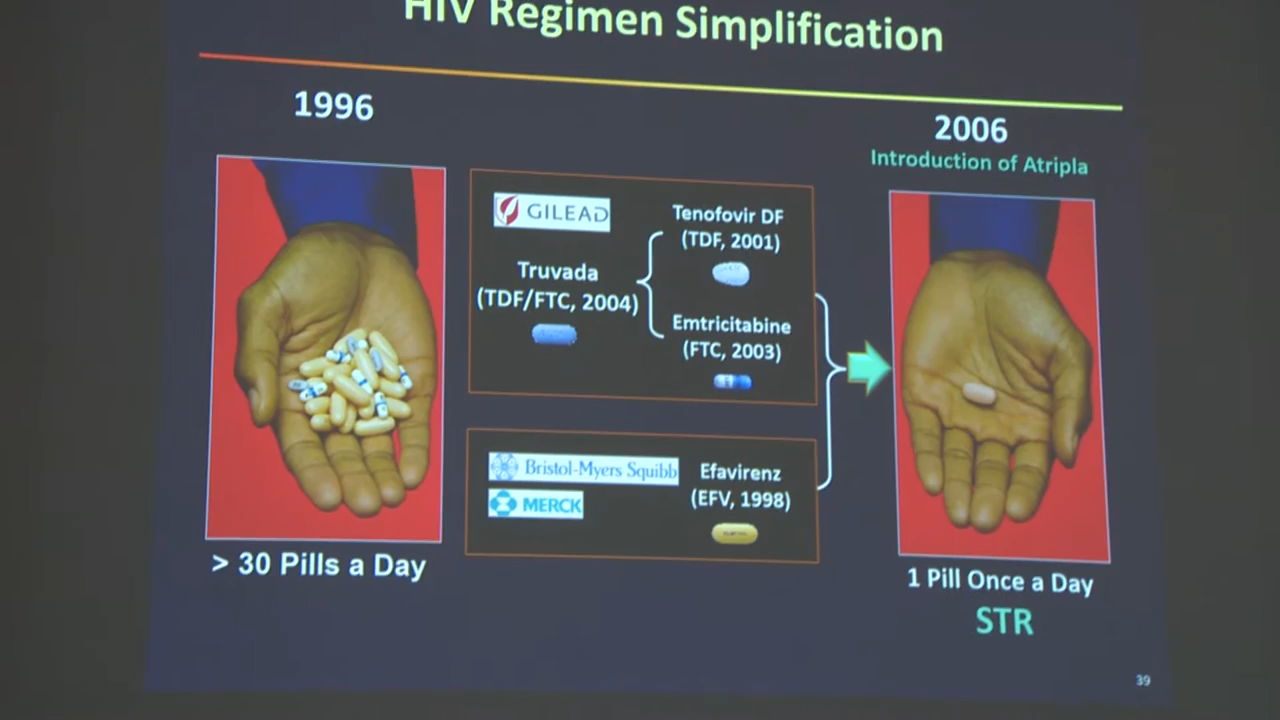 HIV Regimen Simplification
1996
2006
Introduction of Atripla
GILEAD
Tenofovir DF
(TDF, 2001)
Truvada
(TDF/FTC, 2004)
Emtricitabine
(FTC, 2003)
Bristol-Myers Squibb
MERCK
Efavirenz
(EFV, 1998)
> 30 Pills a Day
1 Pill Once a Day
STR
39